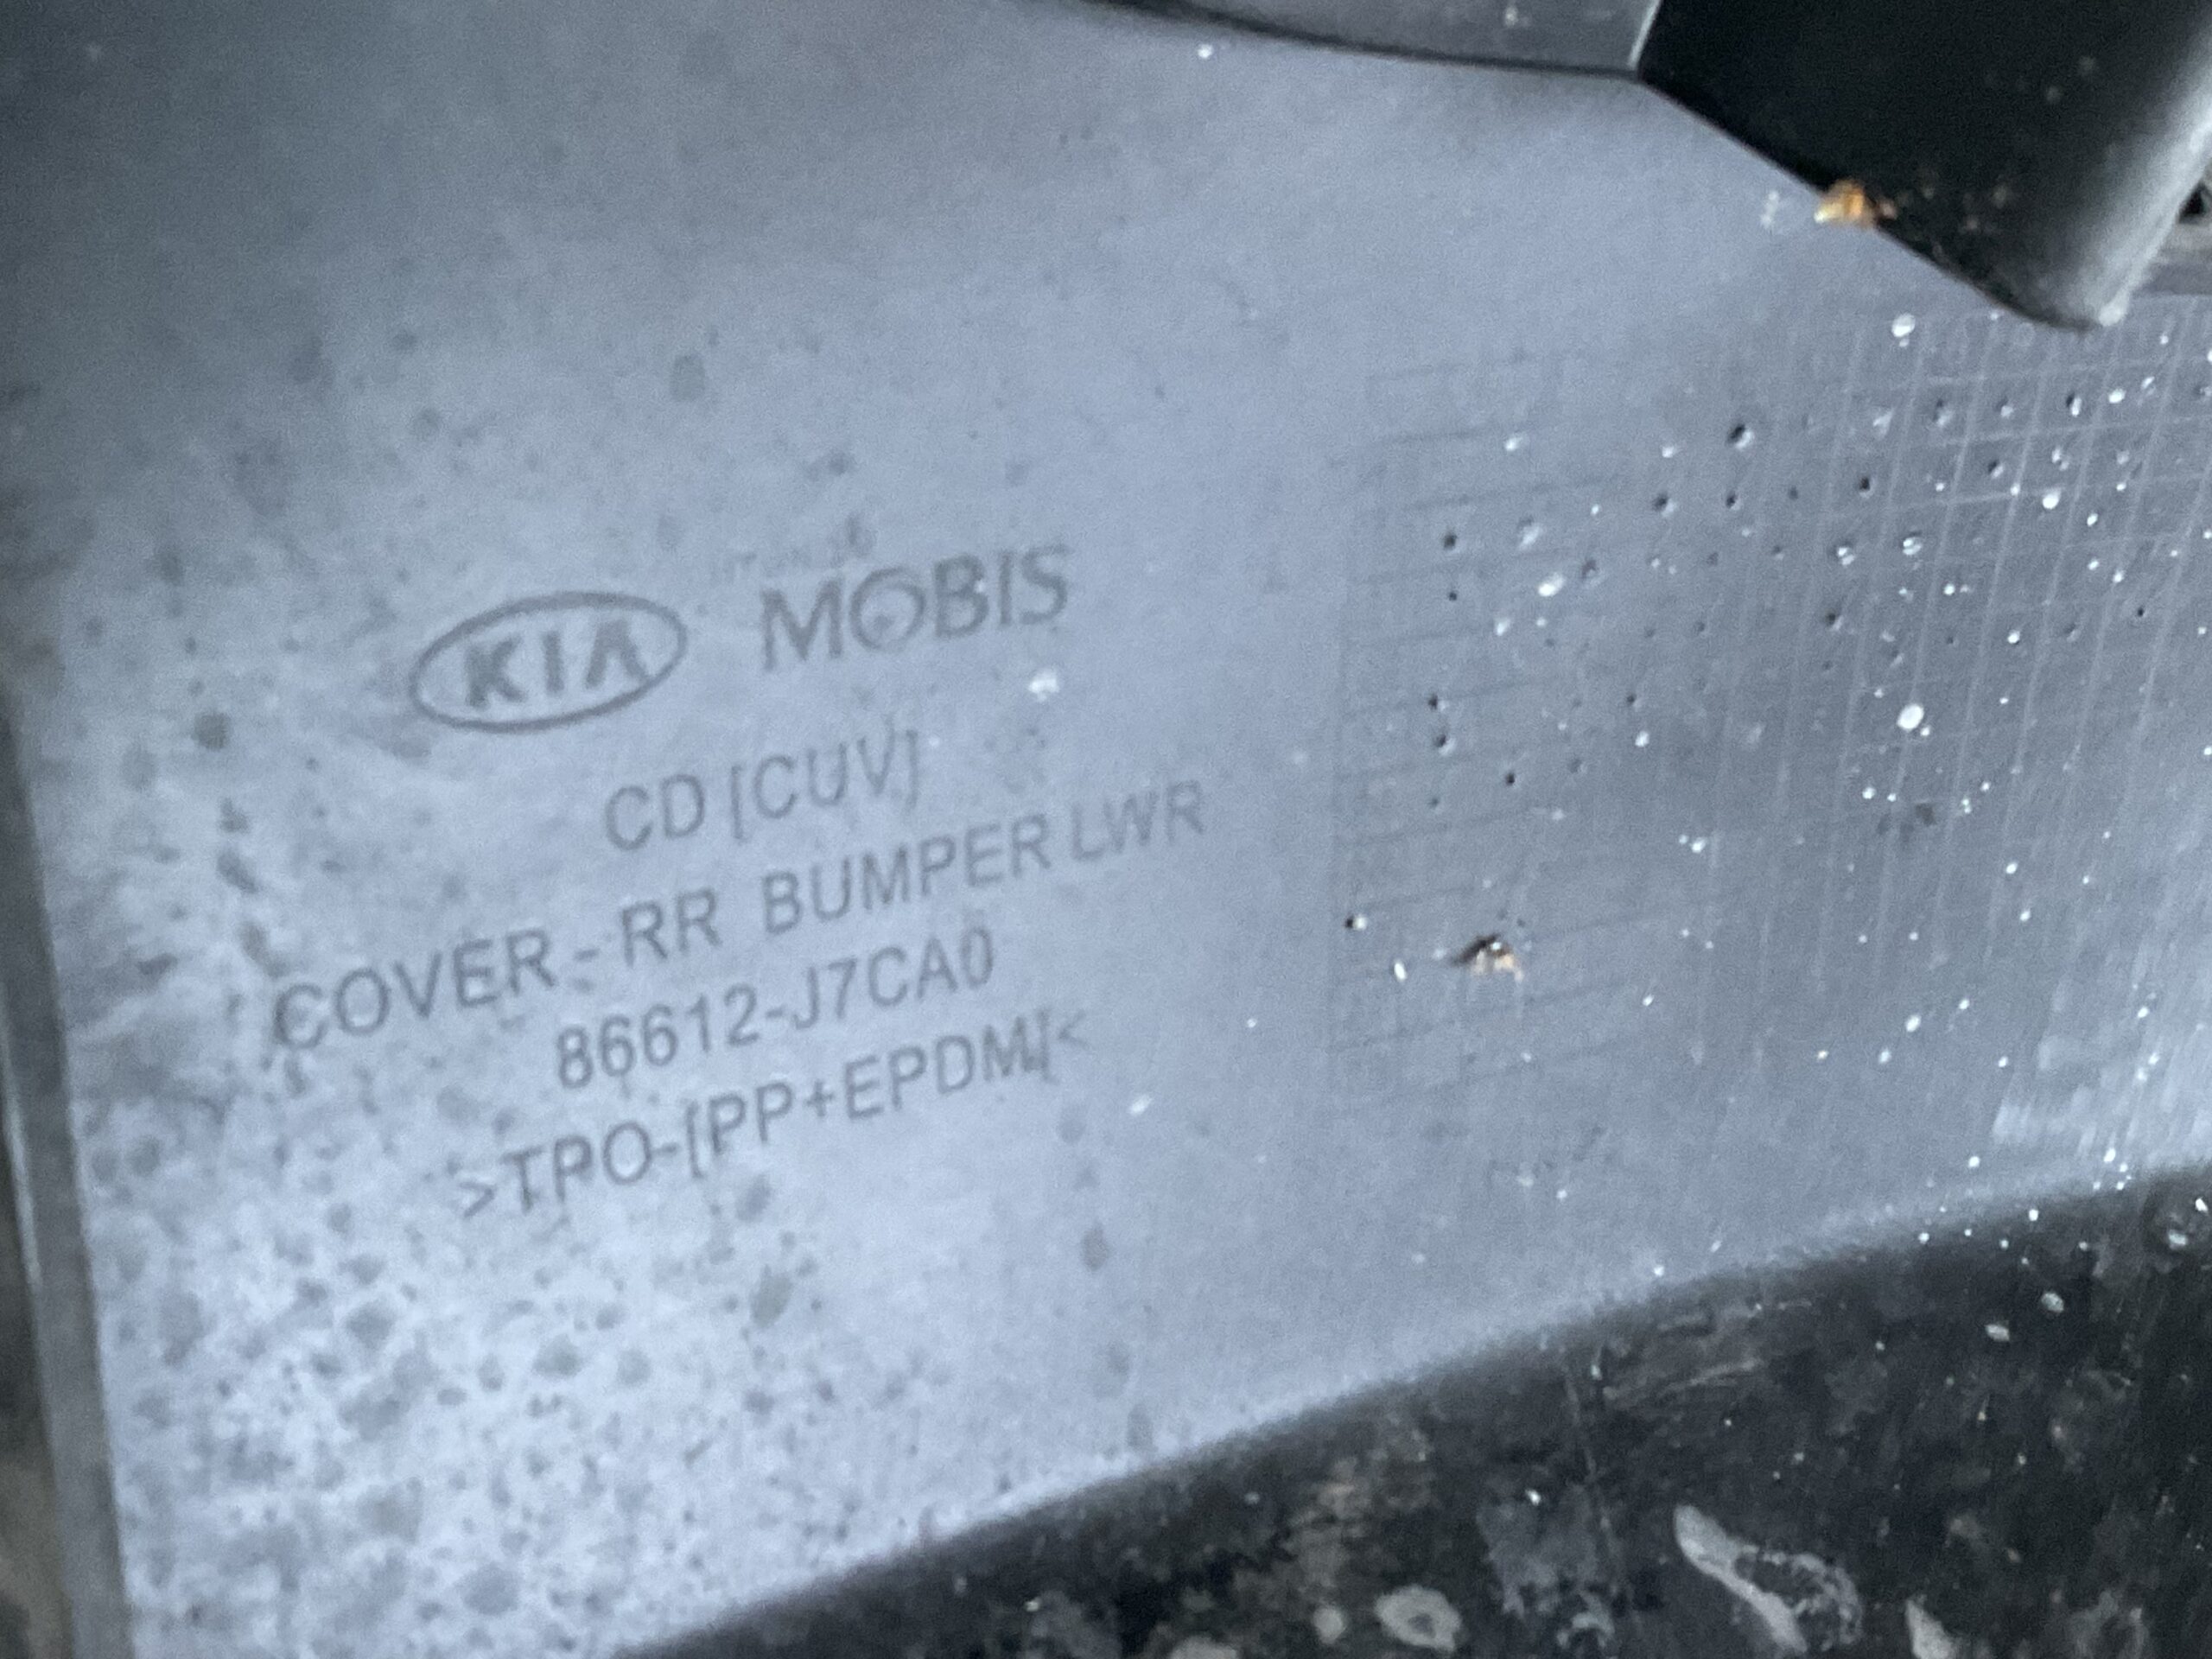 KIA MOBIS
CD [CUV]
COVER - RR BUMPER LWR
86612-J7CA0
>TPO-[PP+EPDM]<